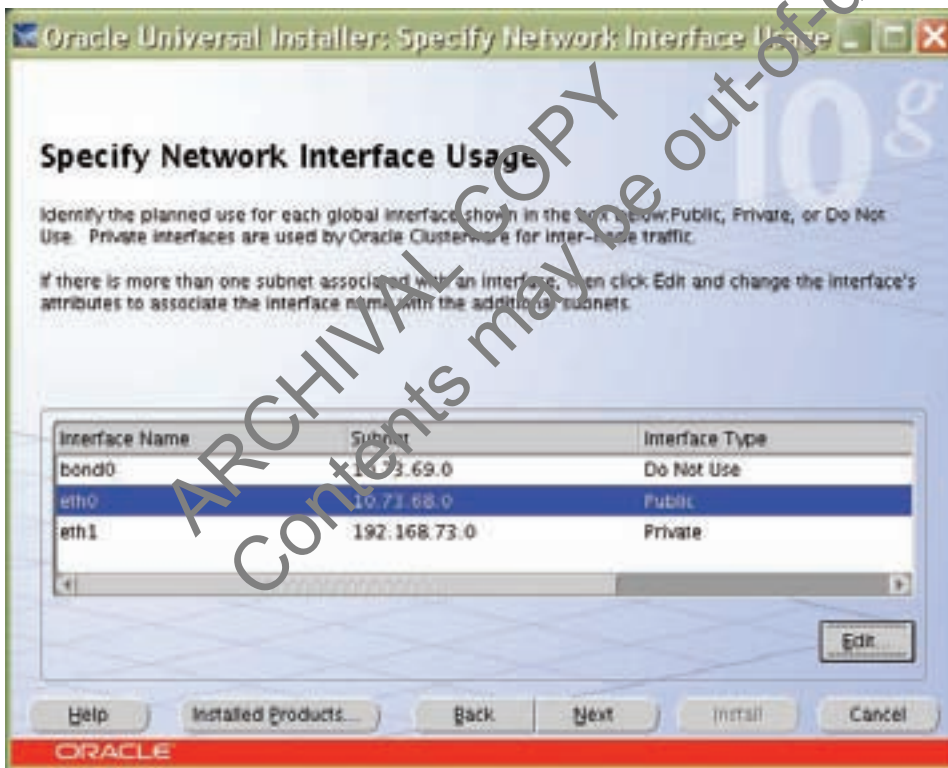 Oracle Universal Installer: Specify Network Interface Usage
10g
Specify Network Interface Usage
Identify the planned use for each global interface shown in the box below: Public, Private, or Do Not
Use. Private interfaces are used by Oracle Clusterware for inter-node traffic.
If there is more than one subnet associated with an interface, then click Edit and change the interface's
attributes to associate the interface name with the additional subnets.
Interface Name Subnet Interface Type
bond0 10.73.69.0 Do Not Use
eth0 10.73.68.0 Public
eth1 192.168.73.0 Private
Edit...
Help Installed Products... Back Next Install Cancel
ORACLE
ARCHIVAL COPY
Contents may be out-of-